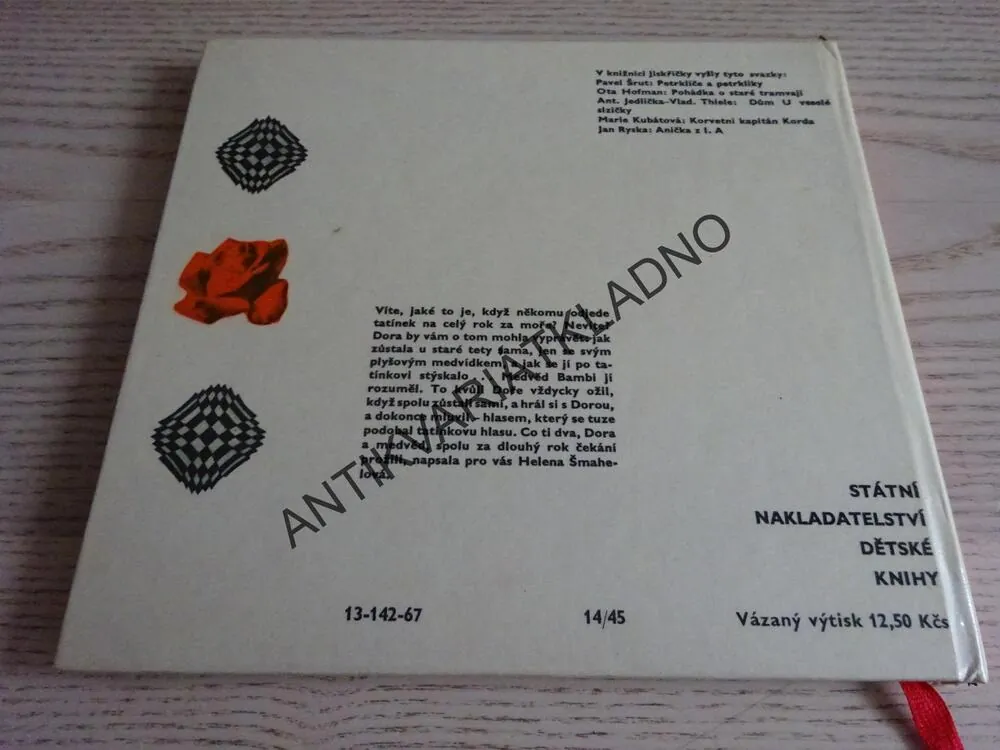 V knižnici Jiskřičky vyšly tyto svazky:
Pavel Šrut: Petrklíče a petrkliky
Ota Hofman: Pohádka o staré tramvaji
Ant. Jedlička-Vlad. Thiele: Dům U veselé
slzičky
Marie Kubátová: Korvetní kapitán Korda
Jan Ryska: Anička z I. A
Víte, jaké to je, když někomu odjede
tatínek na celý rok za moře? Nevíte?
Dora by vám o tom mohla vyprávět: jak
zůstala u staré tety sama, jen se svým
plyšovým medvídkem, a jak se jí po ta-
tínkovi stýskalo... Medvěd Bambi jí
rozuměl. To kvůli Doře vždycky ožil,
když spolu zůstali sami, a hrál si s Dorou,
a dokonce mluvil - hlasem, který se tuze
podobal tatínkovu hlasu. Co ti dva, Dora
a medvěd, spolu za dlouhý rok čekání
prožili, napsala pro vás Helena Šmahe-
lová.
STÁTNÍ
NAKLADATELSTVÍ
DĚTSKÉ
KNIHY
13-142-67 14/45 Vázaný výtisk 12,50 Kčs
ANTIKVARIATKLADNO